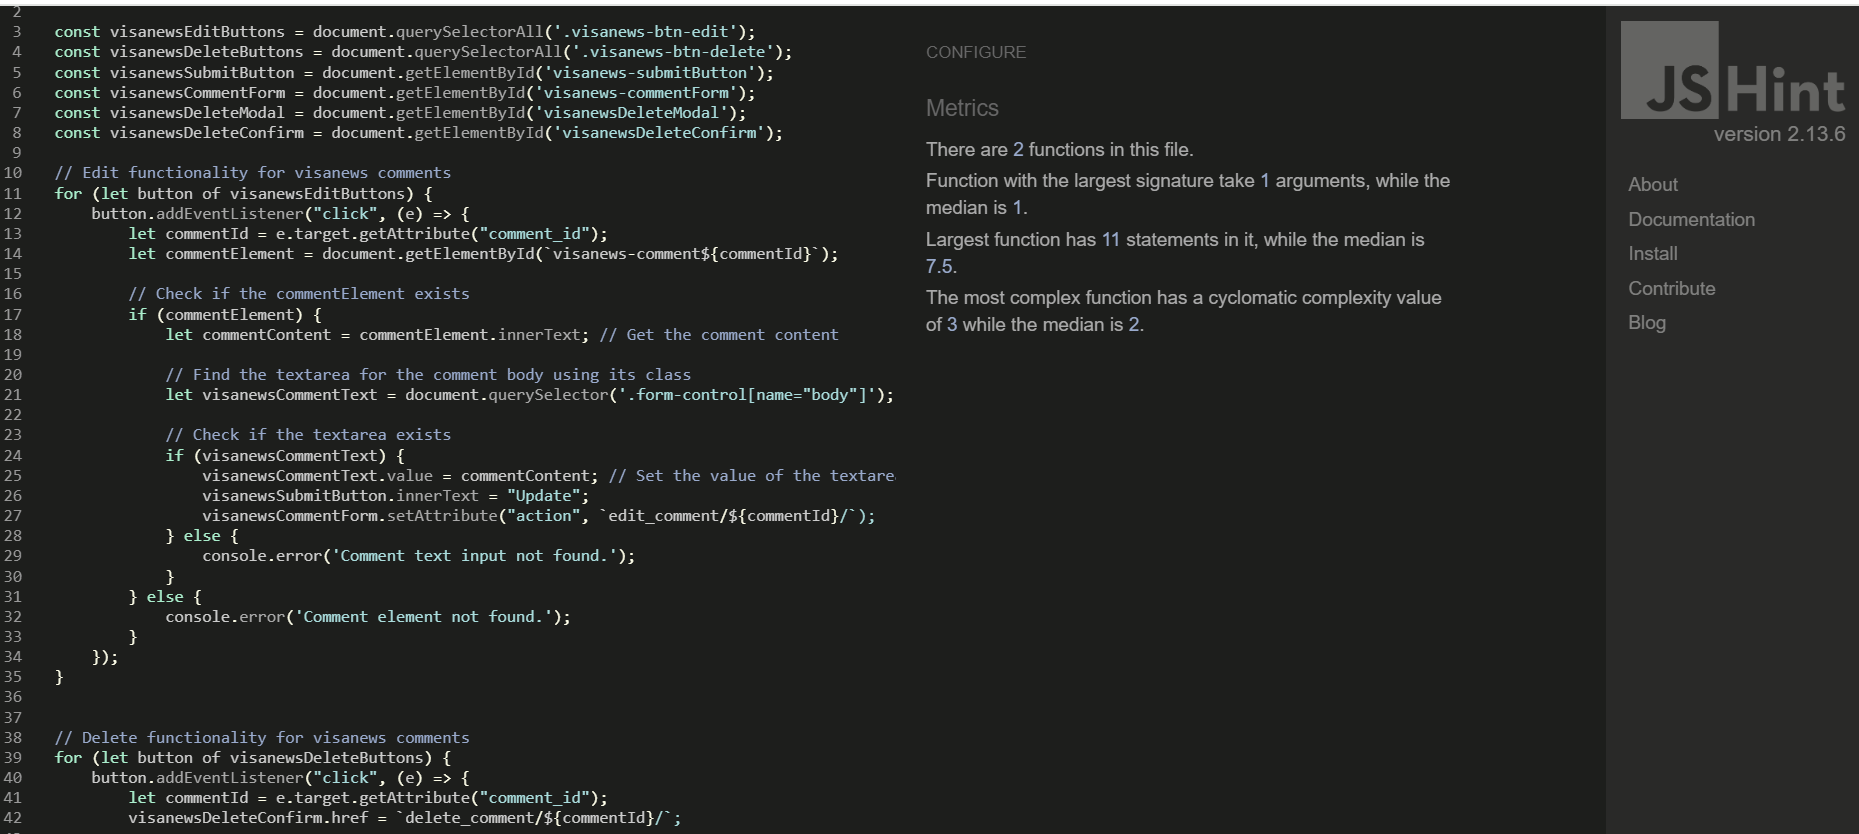 2
3 const visanewsEditButtons = document.querySelectorAll('.visanews-btn-edit');
4 const visanewsDeleteButtons = document.querySelectorAll('.visanews-btn-delete');
5 const visanewsSubmitButton = document.getElementById('visanews-submitButton');
6 const visanewsCommentForm = document.getElementById('visanews-commentForm');
7 const visanewsDeleteModal = document.getElementById('visanewsDeleteModal');
8 const visanewsDeleteConfirm = document.getElementById('visanewsDeleteConfirm');
9
10 // Edit functionality for visanews comments
11 for (let button of visanewsEditButtons) {
12 button.addEventListener("click", (e) => {
13 let commentId = e.target.getAttribute("comment_id");
14 let commentElement = document.getElementById(`visanews-comment${commentId}`);
15
16 // Check if the commentElement exists
17 if (commentElement) {
18 let commentContent = commentElement.innerText; // Get the comment content
19
20 // Find the textarea for the comment body using its class
21 let visanewsCommentText = document.querySelector('.form-control[name="body"]');
22
23 // Check if the textarea exists
24 if (visanewsCommentText) {
25 visanewsCommentText.value = commentContent; // Set the value of the textare
26 visanewsSubmitButton.innerText = "Update";
27 visanewsCommentForm.setAttribute("action", `edit_comment/${commentId}/`);
28 } else {
29 console.error('Comment text input not found.');
30 }
31 } else {
32 console.error('Comment element not found.');
33 }
34 });
35 }
36
37
38 // Delete functionality for visanews comments
39 for (let button of visanewsDeleteButtons) {
40 button.addEventListener("click", (e) => {
41 let commentId = e.target.getAttribute("comment_id");
42 visanewsDeleteConfirm.href = `delete_comment/${commentId}/`;
CONFIGURE
Metrics
There are 2 functions in this file.
Function with the largest signature take 1 arguments, while the
median is 1.
Largest function has 11 statements in it, while the median is
7.5.
The most complex function has a cyclomatic complexity value
of 3 while the median is 2.
JSHint
version 2.13.6
About
Documentation
Install
Contribute
Blog